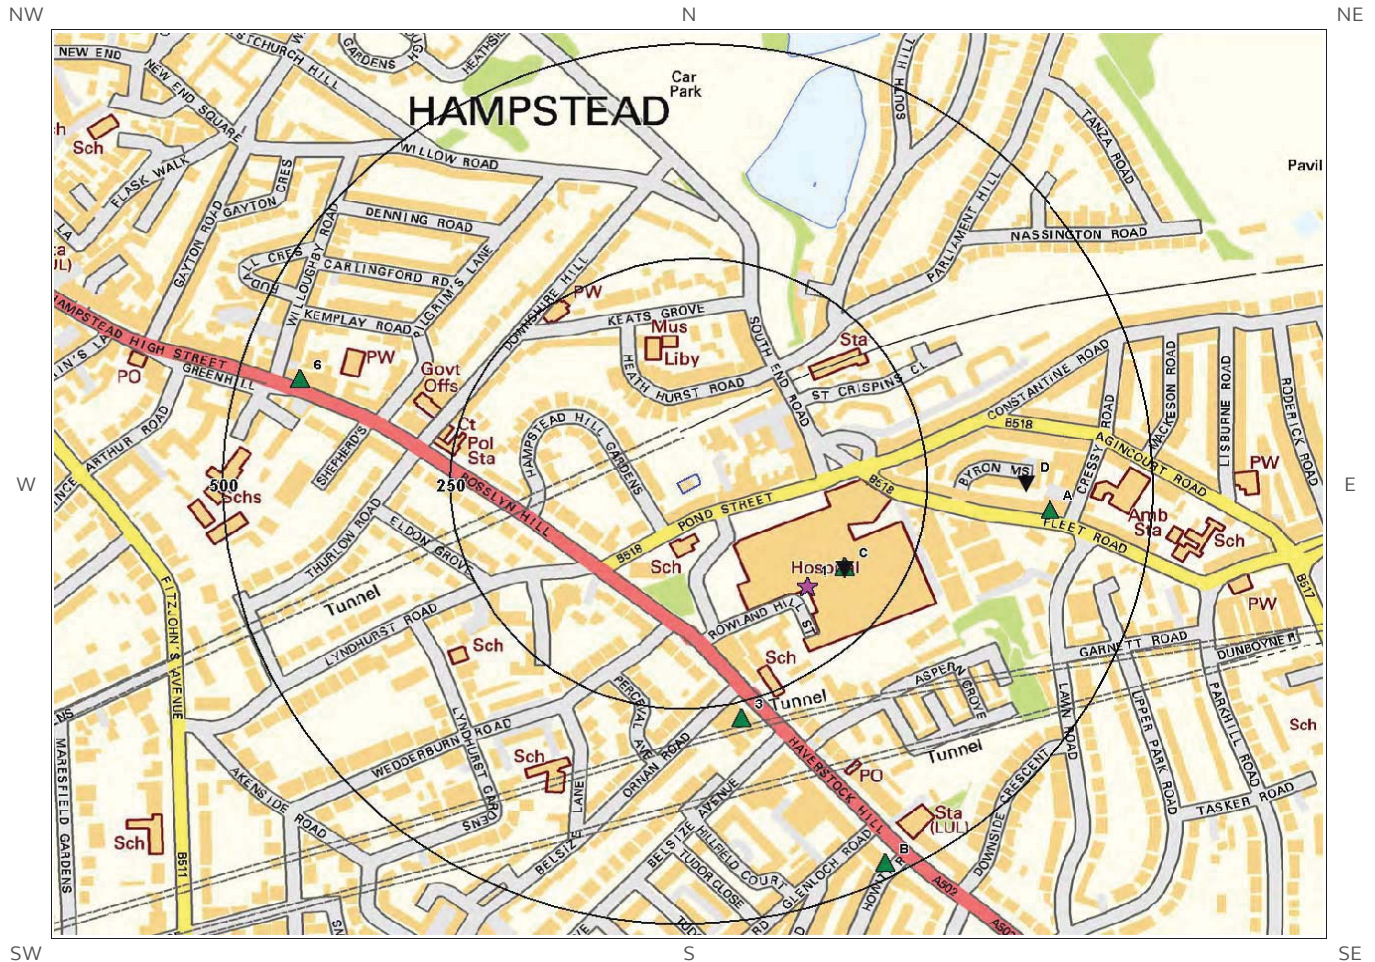 NW
N
NE
NEW END
NEW END SQUARE
CHURCH HILL
GARDENS
Car
Park
HAMPSTEAD
SOUTH HILL
TANZA ROAD
Pavil
Sch
FLASK WALK
WILLOW ROAD
GAYTON CRES
GAYTON ROAD
DENNING ROAD
WILLOUGHBY ROAD
CARLINGFORD RD
PILGRIM'S LANE
DOWNSHIRE HILL
PARLIAMENT HILL
NASSINGTON ROAD
KEMPLAY ROAD
PW
KEATS GROVE
Mus
Liby
SOUTH END ROAD
Sta
HAMPSTEAD HIGH STREET
PO
GREENHILL
6
PW
Govt
Offs
HEATH HURST ROAD
ST CRISPINS CL
CONSTANTINE ROAD
MACKESON ROAD
LISBURNE ROAD
RODERICK ROAD
ARTHUR ROAD
SHEPHERD'S
Ct
Pol
Sta
HAMPSTEAD HILL GARDENS
B518
AGINCOURT ROAD
CRESSY ROAD
PW
W
500
250
Schs
ROSSLYN HILL
POND STREET
B518
BYRON MS
D
A
FLEET ROAD
Amb
Sta
Sch
E
ELDON GROVE
THURLOW ROAD
B518
Sch
C
Hospital
4
Tunnel
LYNDHURST ROAD
ROWLAND HILL ST
PW
B517
FITZJOHN'S AVENUE
Sch
Sch
GARNETT ROAD
DUNBOYNE
PERCEVAL AVE
3
Tunnel
ASPERN GROVE
MARESFIELD GARDENS
LYNDHURST GARDENS
WEDDERBURN ROAD
Sch
ORNAN ROAD
HAVERSTOCK HILL
Tunnel
LAWN ROAD
UPPER PARK ROAD
PARKHILL ROAD
Sch
AKENSIDE ROAD
PO
DOWNSIDE CRESCENT
TASKER ROAD
Sch
BELSIZE LANE
BELSIZE AVENUE
HILLFIELD COURT
TUDOR CLOSE
GLENLOCH ROAD
Sta
(LUL)
B
B511
A502
A502
SW
S
SE